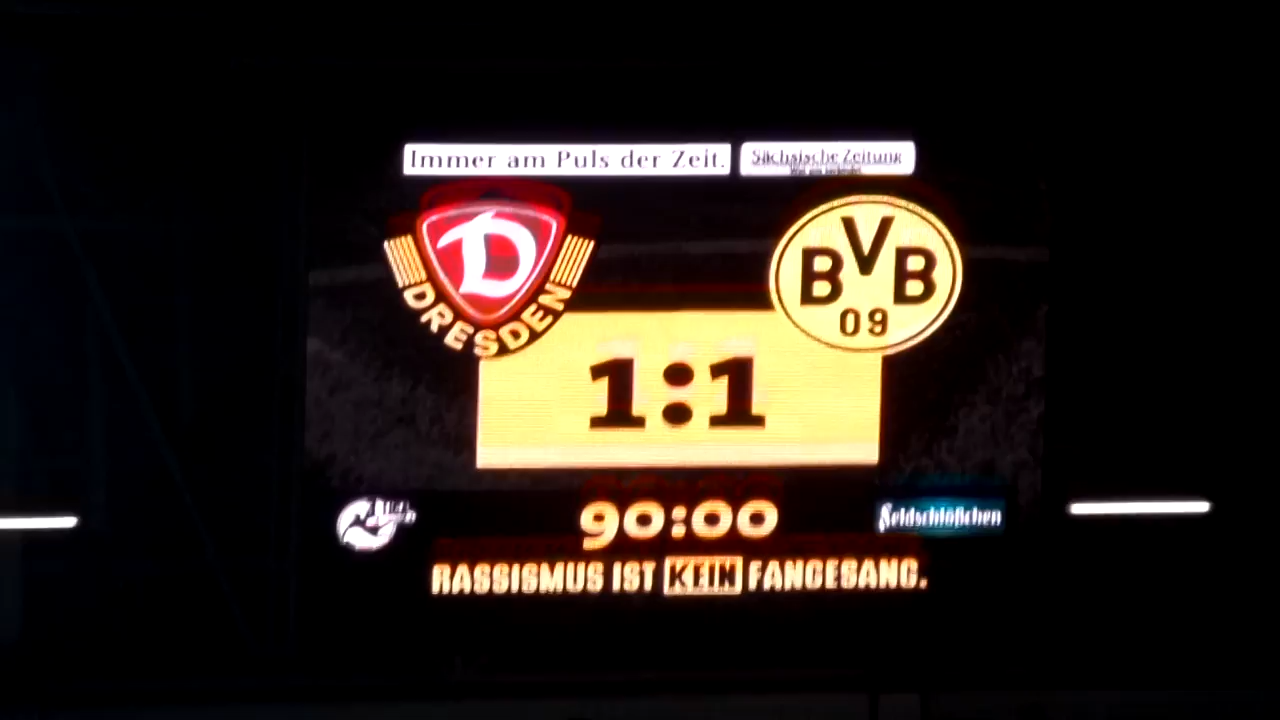 Immer am Puls der Zeit.
Sächsische Zeitung
D
DRESDEN
BVB
09
1:1
90:00
Feldschlößchen
RASSISMUS IST KEIN FANGESANG.